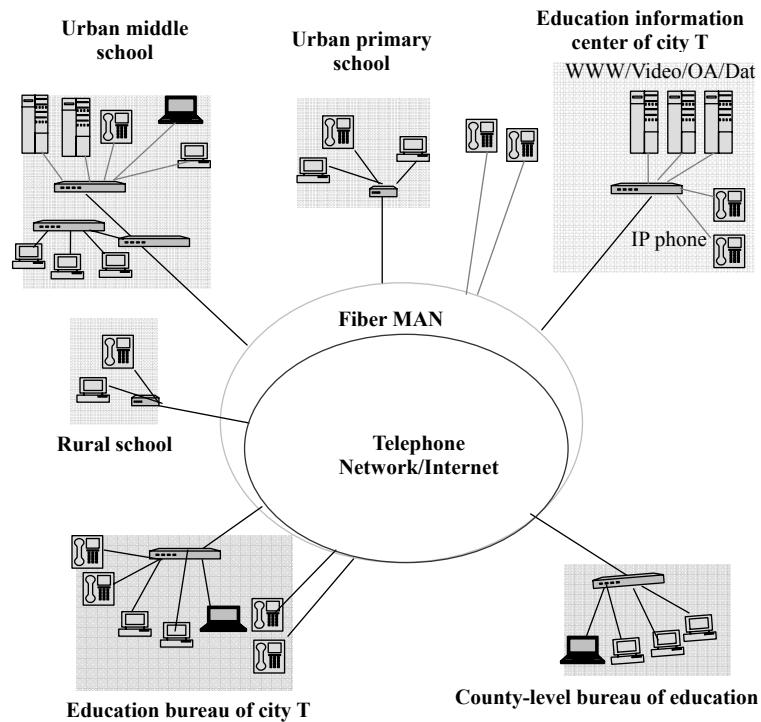 Urban middle
school
Urban primary
school
Education information
center of city T
WWW/Video/OA/Dat
IP phone
Fiber MAN
Rural school
Telephone
Network/Internet
Education bureau of city T
County-level bureau of education